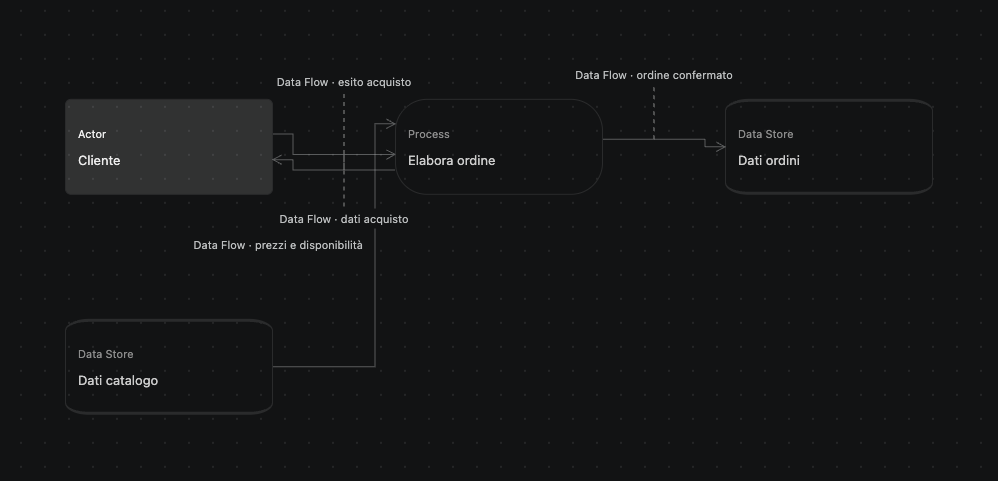 Data Flow · esito acquisto
Data Flow · ordine confermato
Actor
Cliente
Process
Elabora ordine
Data Store
Dati ordini
Data Flow · dati acquisto
Data Flow · prezzi e disponibilità
Data Store
Dati catalogo